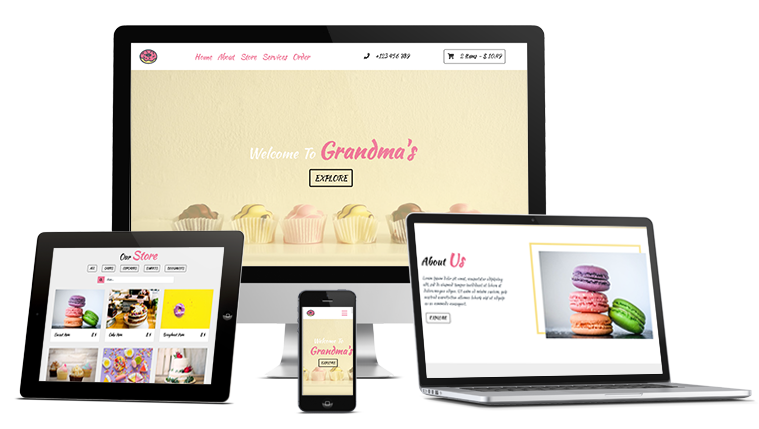 Home About Store Services Order
+123 456 789
2 items - $ 10.49
Welcome To Grandma's
EXPLORE
Our Store
ALL
CAKES
CUPCAKES
SWEETS
DOUGHNUTS
Sweet Item
$ 5
Cake Item
$ 5
Doughnut Item
$ 5
Welcome To
Grandma's
EXPLORE
About Us
Lorem ipsum dolor sit amet, consectetur adipisicing
elit, sed do eiusmod tempor incididunt ut labore et
dolore magna aliqua. Ut enim ad minim veniam, quis
nostrud exercitation ullamco laboris nisi ut aliquip
ex ea commodo consequat.
EXPLORE